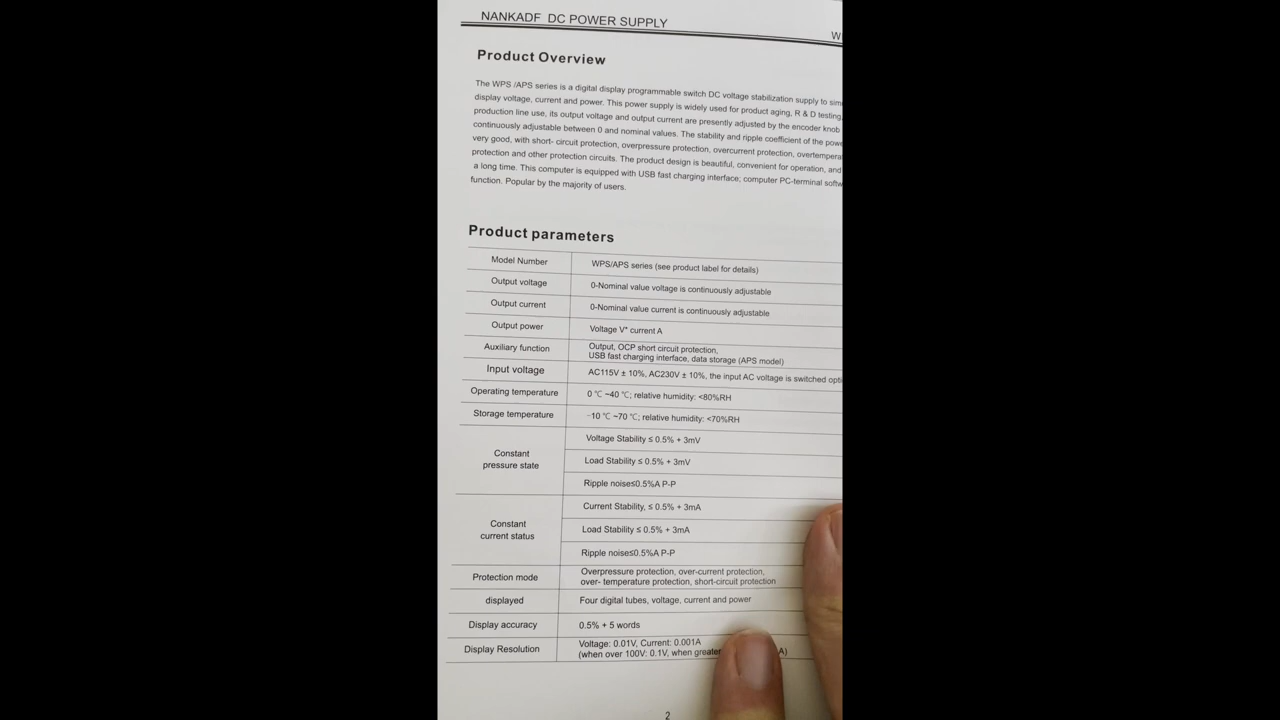 NANKADF DC POWER SUPPLY
Product Overview
The WPS /APS series is a digital display programmable switch DC voltage stabilization supply to
display voltage, current and power. This power supply is widely used for product aging, R & D testing,
production line use, its output voltage and output current are presently adjusted by the encoder knob
continuously adjustable between 0 and nominal values. The stability and ripple coefficient of the
very good, with short- circuit protection, overpressure protection, overcurrent protection,
protection and other protection circuits. The product design is beautiful, convenient for operation, and
a long time. This computer is equipped with USB fast charging interface; computer PC-terminal
function. Popular by the majority of users.
Product parameters
Model Number WPS/APS series (see product label for details)
Output voltage 0-Nominal value voltage is continuously adjustable
Output current 0-Nominal value current is continuously adjustable
Output power Voltage V* current A
Auxiliary function Output, OCP short circuit protection,
USB fast charging interface, data storage (APS model)
Input voltage AC115V ± 10%, AC230V ± 10%, the input AC voltage is switched
Operating temperature 0 ℃ ~40 ℃; relative humidity: <80%RH
Storage temperature -10 ℃ ~70 ℃; relative humidity: <70%RH
Constant
pressure state
Voltage Stability ≤ 0.5% + 3mV
Load Stability ≤ 0.5% + 3mV
Ripple noise≤0.5%A P-P
Constant
current status
Current Stability, ≤ 0.5% + 3mA
Load Stability ≤ 0.5% + 3mA
Ripple noise≤0.5%A P-P
Protection mode Overpressure protection, over-current protection,
over- temperature protection, short-circuit protection
displayed Four digital tubes, voltage, current and power
Display accuracy 0.5% + 5 words
Display Resolution Voltage: 0.01V, Current: 0.001A
(when over 100V: 0.1V, when greater A)
2